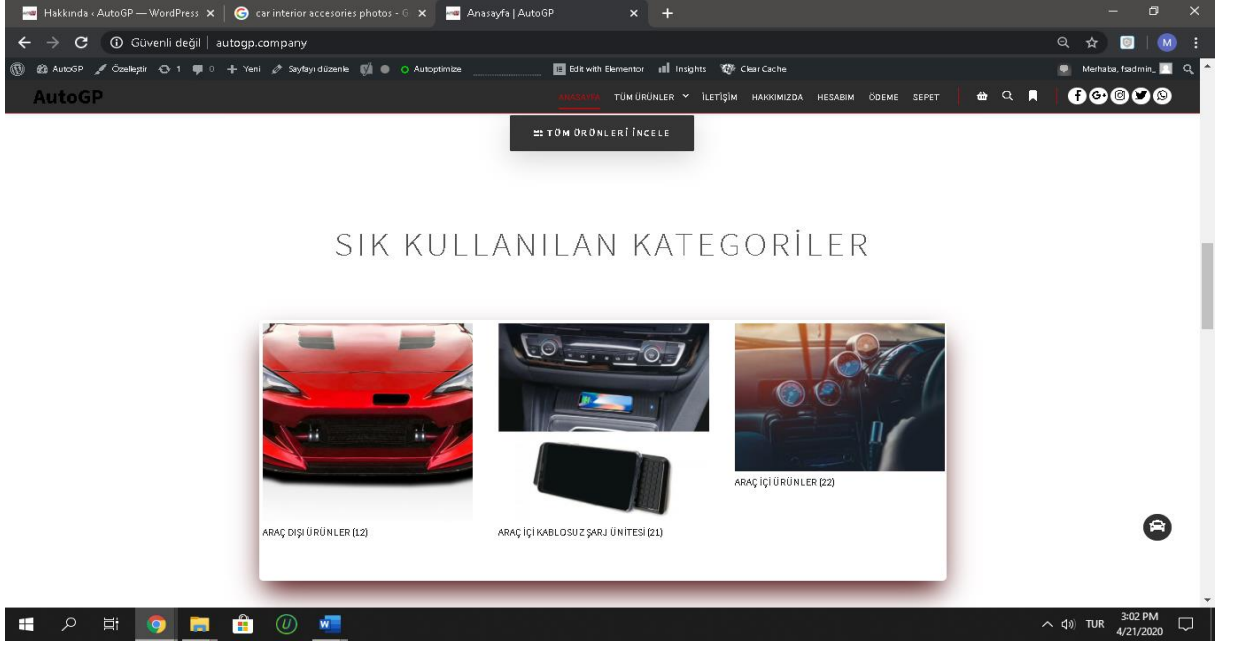 Hakkında ‹ AutoGP — WordPress
car interior accesories photos - G
Anasayfa | AutoGP
Güvenli değil | autogp.company
M
AutoGP Özelleştir 1 0 Yeni Sayfayı düzenle Autoptimize Edit with Elementor Insights Clear Cache Merhaba, fsadmin_
AutoGP
ANASAYFA TÜM ÜRÜNLER İLETİŞİM HAKKIMIZDA HESABIM ÖDEME SEPET
TÜM ÜRÜNLERİ İNCELE
SIK KULLANILAN KATEGORİLER
ARAÇ DIŞI ÜRÜNLER (12)
ARAÇ İÇİ KABLOSUZ ŞARJ ÜNİTESİ (21)
ARAÇ İÇİ ÜRÜNLER (22)
TUR
3:02 PM
4/21/2020